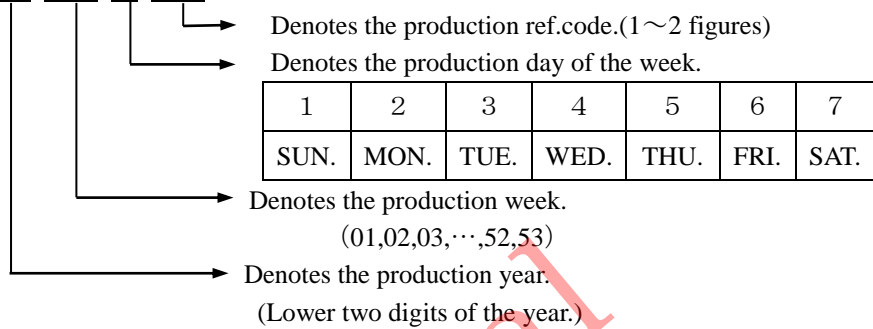 Denotes the production ref.code.(1～2 figures)
Denotes the production day of the week.
１ ２ ３ ４ ５ ６ ７
SUN. MON. TUE. WED. THU. FRI. SAT.
Denotes the production week.
（01,02,03,⋯,52,53）
Denotes the production year.
(Lower two digits of the year.)